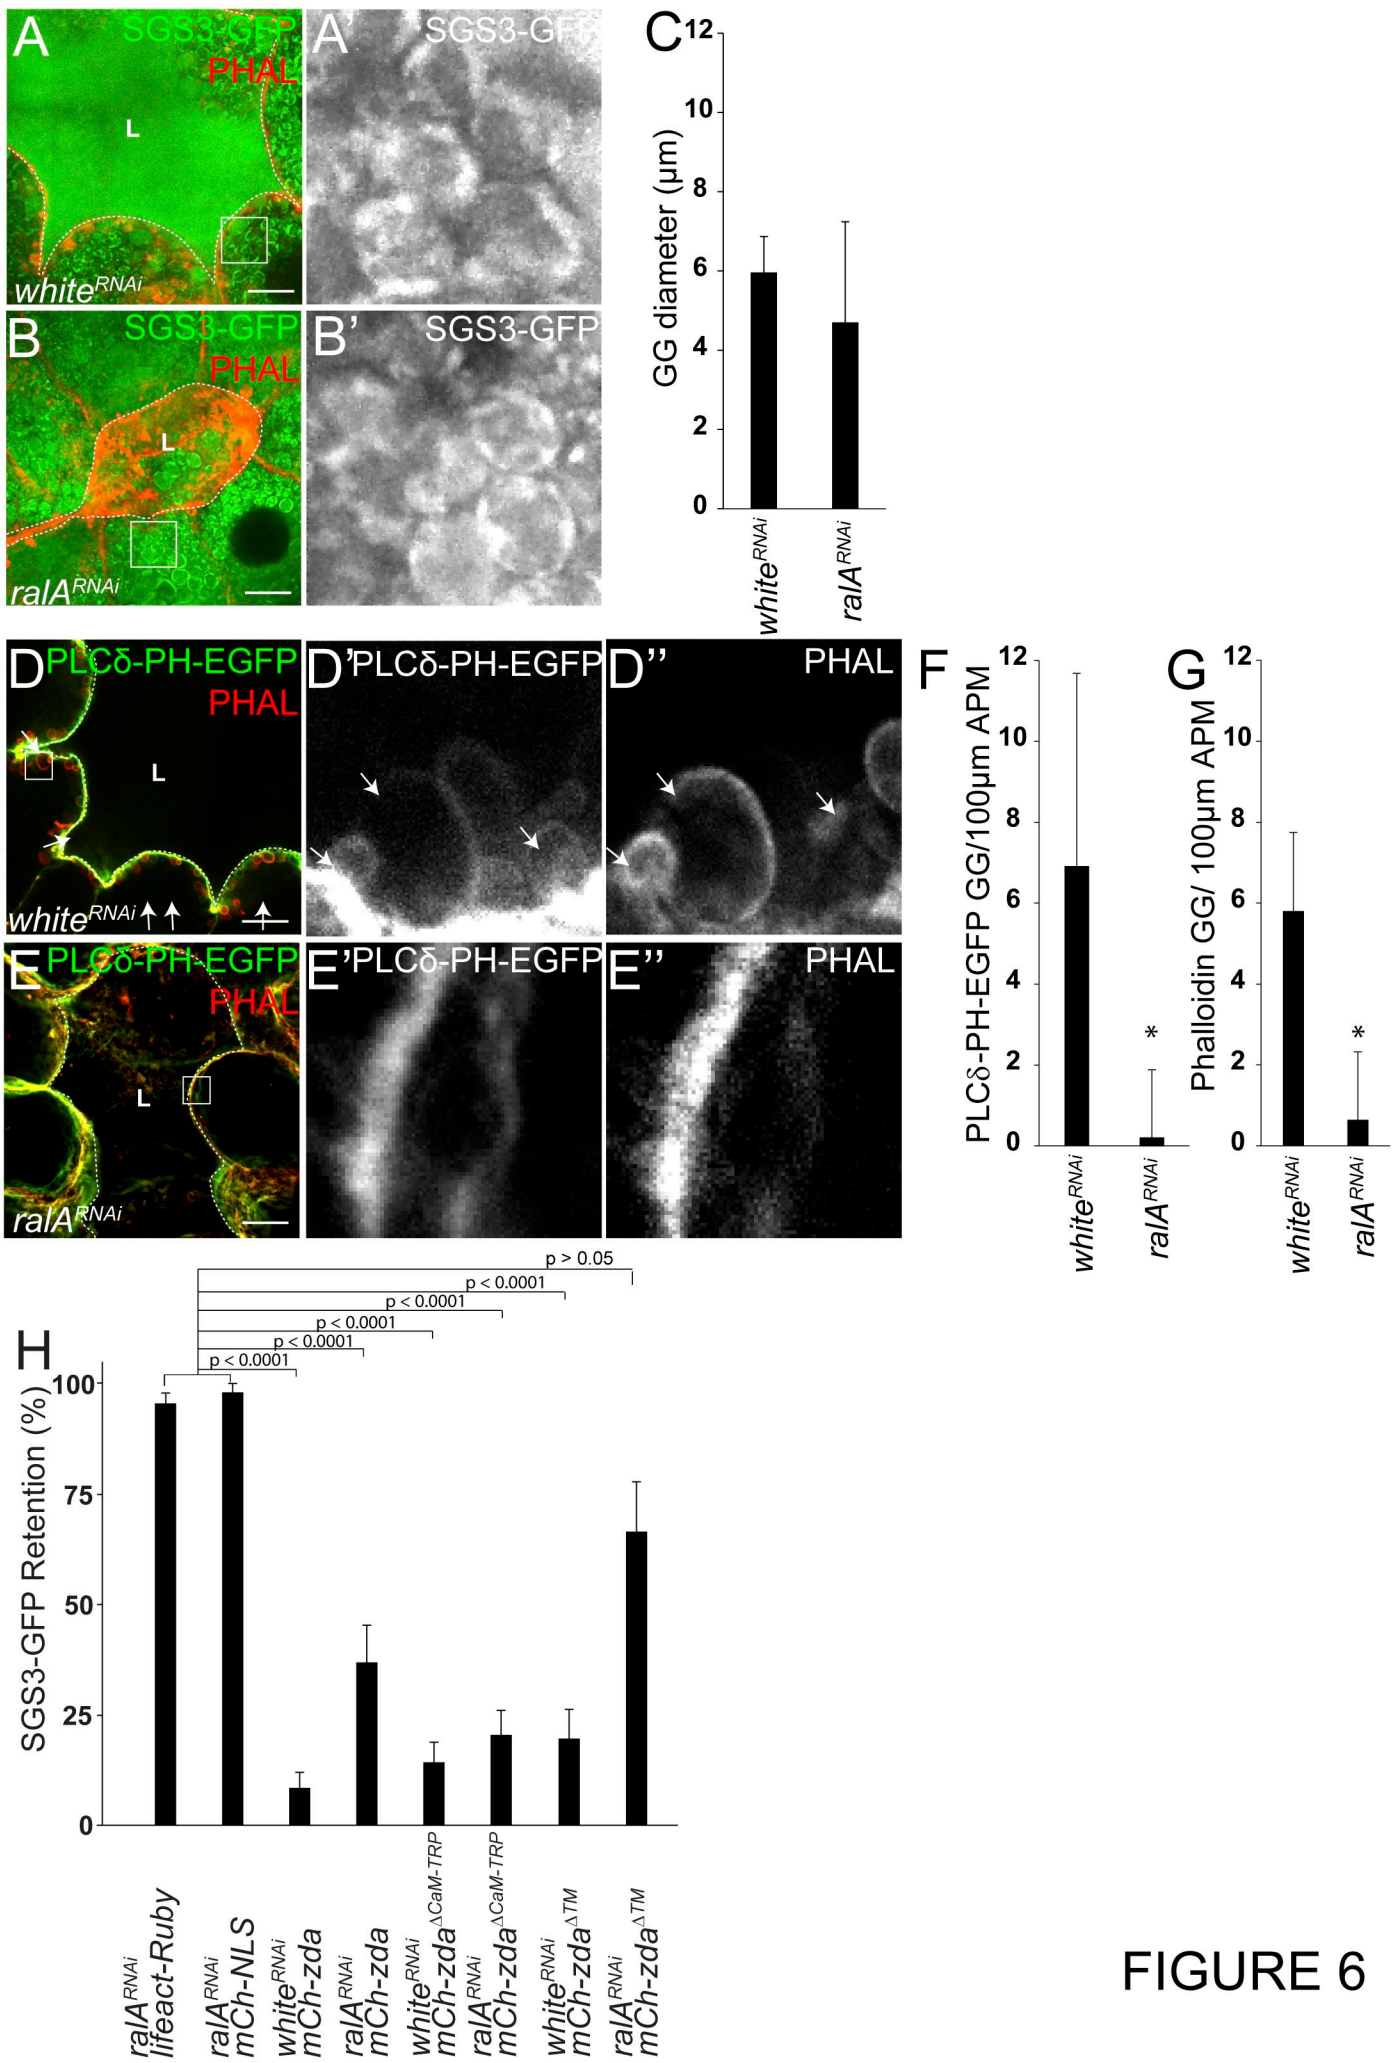 A SGS3-GFP
PHAL
L
white^RNAi
A' SGS3-GFP
B SGS3-GFP
PHAL
L
ralA^RNAi
B' SGS3-GFP
C
GG diameter (μm)
12
10
8
6
4
2
0
white^RNAi
ralA^RNAi
D PLCδ-PH-EGFP
PHAL
L
white^RNAi
D' PLCδ-PH-EGFP
D'' PHAL
E PLCδ-PH-EGFP
PHAL
L
ralA^RNAi
E' PLCδ-PH-EGFP
E'' PHAL
F
PLCδ-PH-EGFP GG/100μm APM
12
10
8
6
4
2
0
*
white^RNAi
ralA^RNAi
G
Phalloidin GG/ 100μm APM
12
10
8
6
4
2
0
*
white^RNAi
ralA^RNAi
H
p > 0.05
p < 0.0001
p < 0.0001
p < 0.0001
p < 0.0001
p < 0.0001
SGS3-GFP Retention (%)
100
75
50
25
0
ralA^RNAi
lifeact-Ruby
ralA^RNAi
mCh-NLS
white^RNAi
mCh-zda
ralA^RNAi
mCh-zda
white^RNAi
mCh-zda^ΔCaM-TRP
ralA^RNAi
mCh-zda^ΔCaM-TRP
white^RNAi
mCh-zda^ΔTM
ralA^RNAi
mCh-zda^ΔTM
FIGURE 6